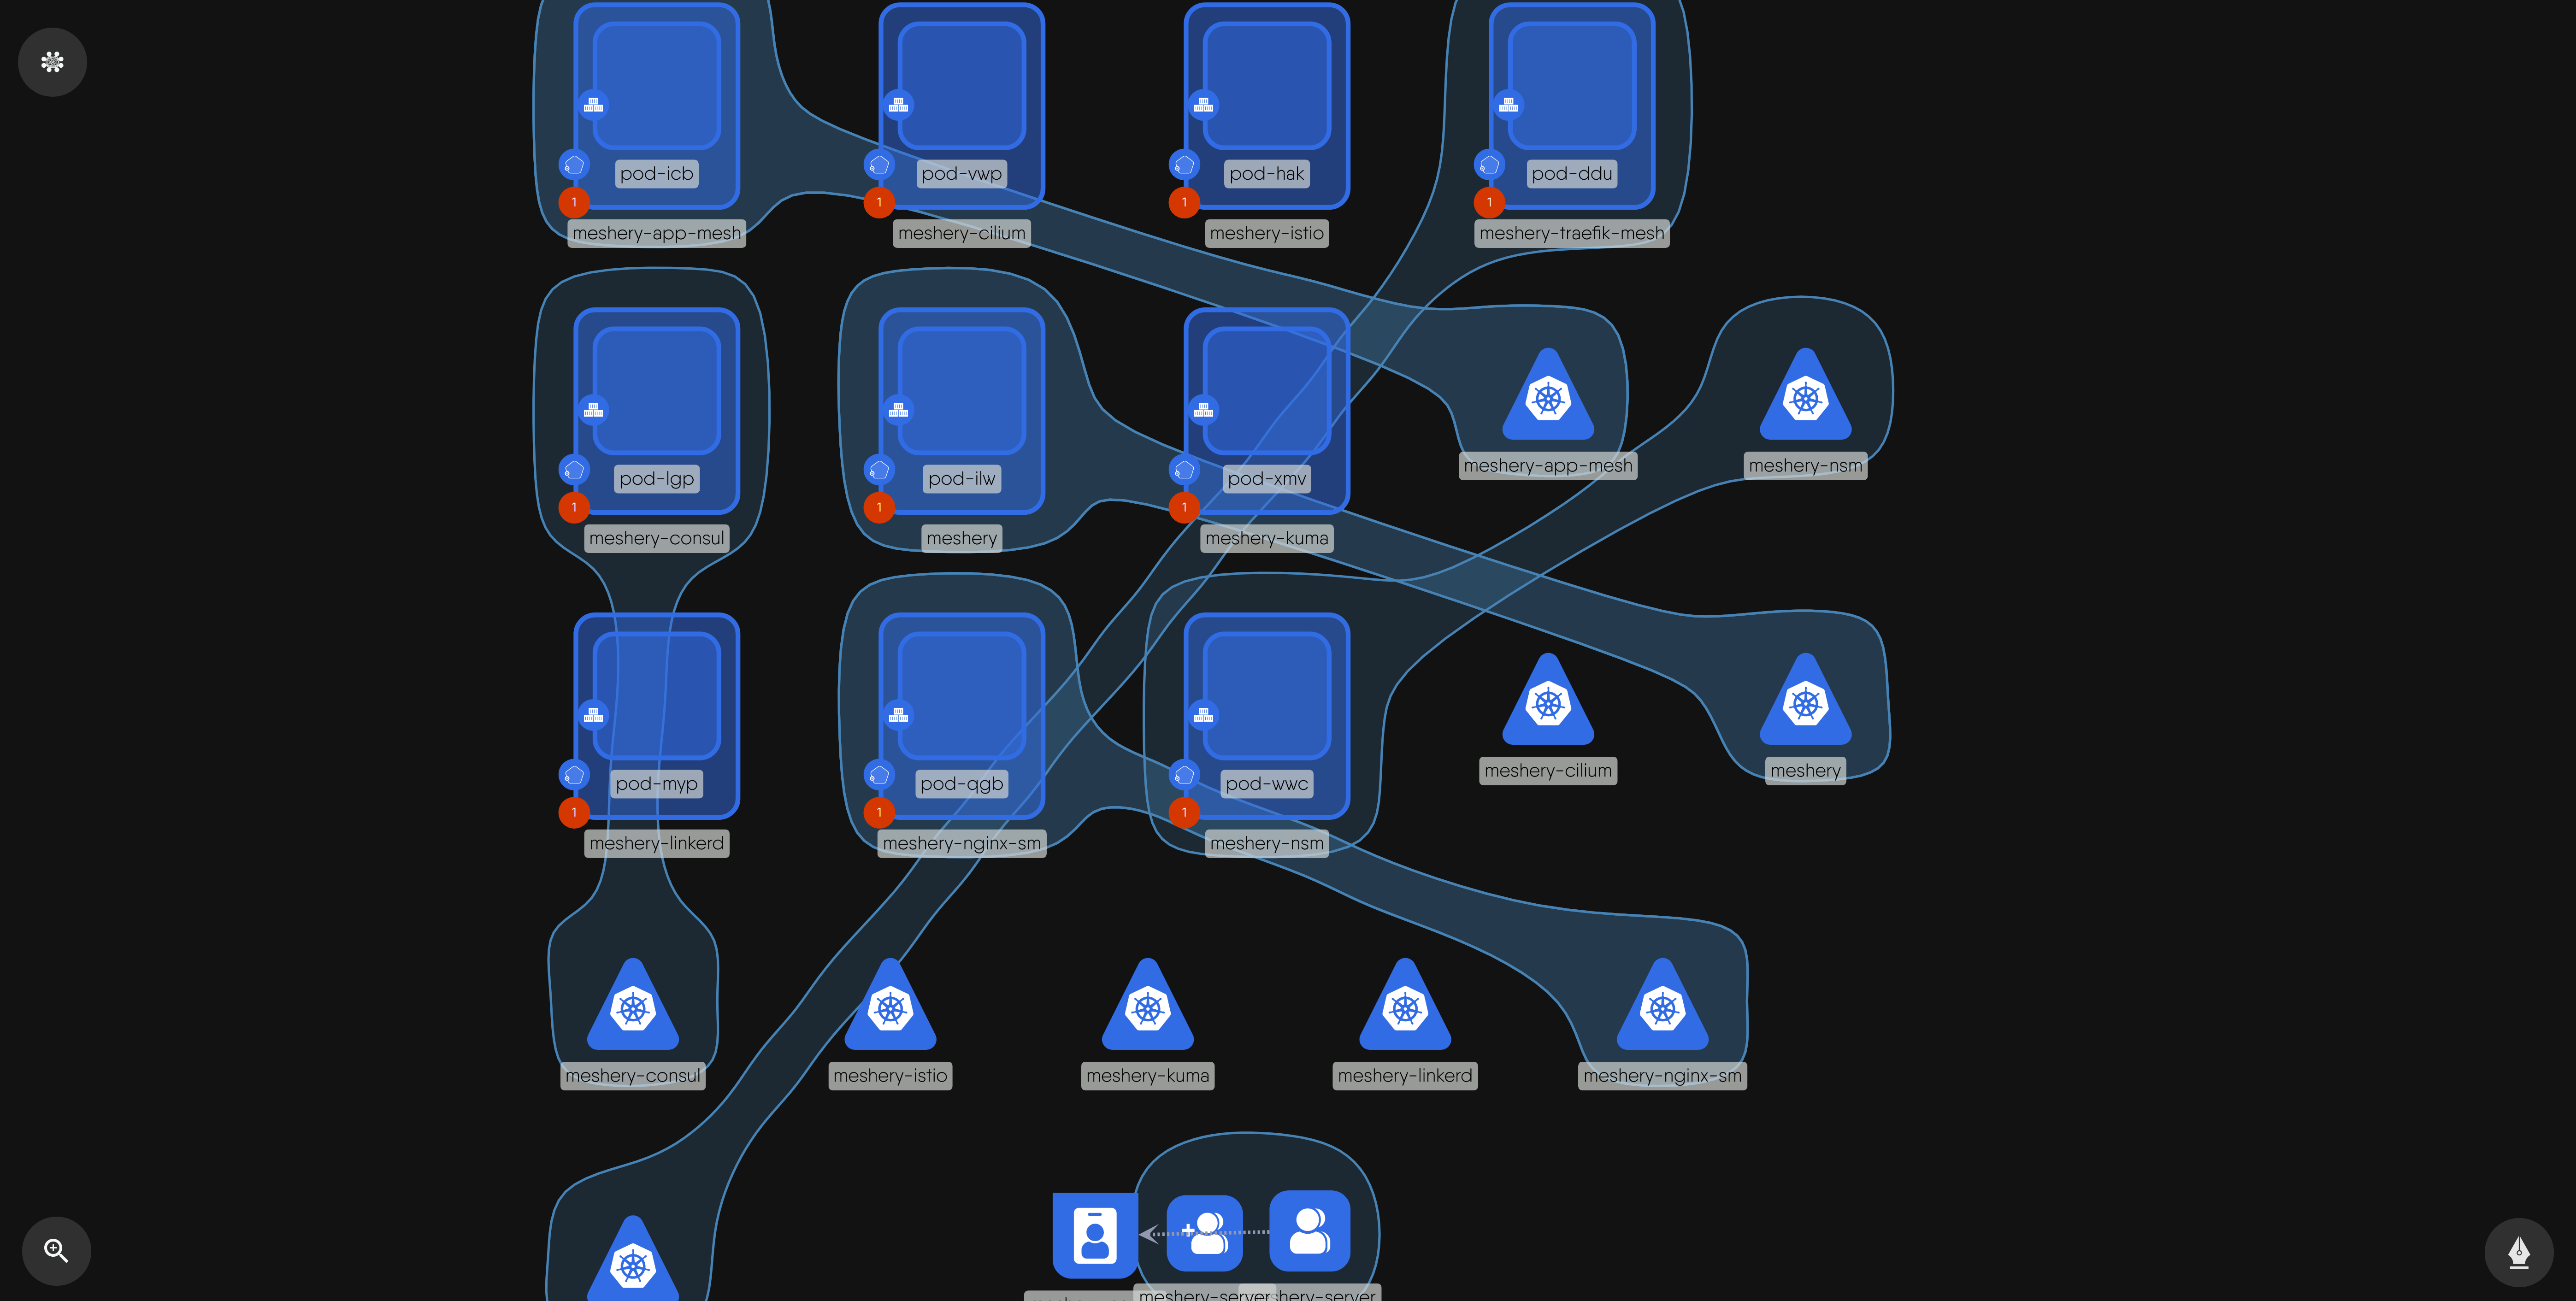 pod-icb
pod-vwp
pod-hak
pod-ddu
1
1
1
1
meshery-app-mesh
meshery-cilium
meshery-istio
meshery-traefik-mesh
pod-lgp
pod-ilw
pod-xmv
meshery-app-mesh
meshery-nsm
1
1
1
meshery-consul
meshery
meshery-kuma
pod-myp
pod-qgb
pod-wwc
meshery-cilium
meshery
1
1
1
meshery-linkerd
meshery-nginx-sm
meshery-nsm
meshery-consul
meshery-istio
meshery-kuma
meshery-linkerd
meshery-nginx-sm
meshery-server